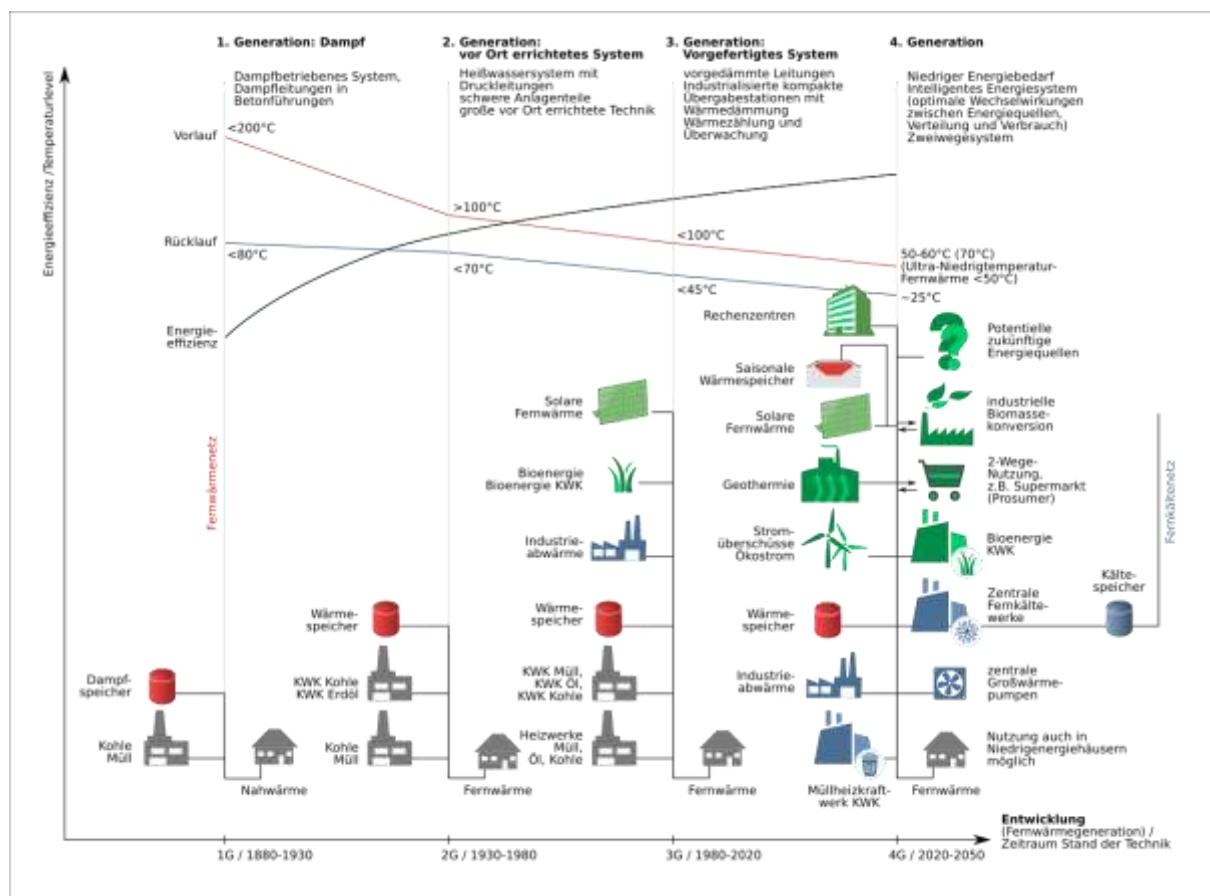 1. Generation: Dampf
Dampfbetriebenes System,
Dampfleitungen in
Betonführungen
2. Generation:
vor Ort errichtetes System
Heißwassersystem mit
Druckleitungen
schwere Anlagenteile
große vor Ort errichtete Technik
3. Generation:
Vorgefertigtes System
vorgedämmte Leitungen
Industrialisierte kompakte
Übergabestationen mit
Wärmedämmung
Wärmezählung und
Überwachung
4. Generation
Niedriger Energiebedarf
Intelligentes Energiesystem
(optimale Wechselwirkungen
zwischen Energiequellen,
Verteilung und Verbrauch)
Zweiwegesystem
Energieeffizienz /Temperaturlevel
Vorlauf
<200°C
>100°C
<100°C
50-60°C (70°C)
(Ultra-Niedrigtemperatur-
Fernwärme <50°C)
Rücklauf
<80°C
<70°C
<45°C
~25°C
Energie-
effizienz
Fernwärmenetz
Dampf-
speicher
Kohle
Müll
Nahwärme
Wärme-
speicher
KWK Kohle
KWK Erdöl
Kohle
Müll
Fernwärme
Solare
Fernwärme
Bioenergie
Bioenergie KWK
Industrie-
abwärme
Wärme-
speicher
KWK Müll,
KWK Öl,
KWK Kohle
Heizwerke
Müll,
Öl, Kohle
Fernwärme
Rechenzentren
Saisonale
Wärmespeicher
Solare
Fernwärme
Geothermie
Strom-
überschüsse
Ökostrom
Wärme-
speicher
Industrie-
abwärme
Müllheizkraft-
werk KWK
Potentielle
zukünftige
Energiequellen
industrielle
Biomasse-
konversion
2-Wege-
Nutzung,
z.B. Supermarkt
(Prosumer)
Bioenergie
KWK
Zentrale
Fernkälte-
werke
zentrale
Großwärme-
pumpen
Nutzung auch in
Niedrigenergiehäusern
möglich
Fernwärme
Kälte-
speicher
Fernkältenetz
1G / 1880-1930
2G / 1930-1980
3G / 1980-2020
4G / 2020-2050
Entwicklung
(Fernwärmegeneration) /
Zeitraum Stand der Technik